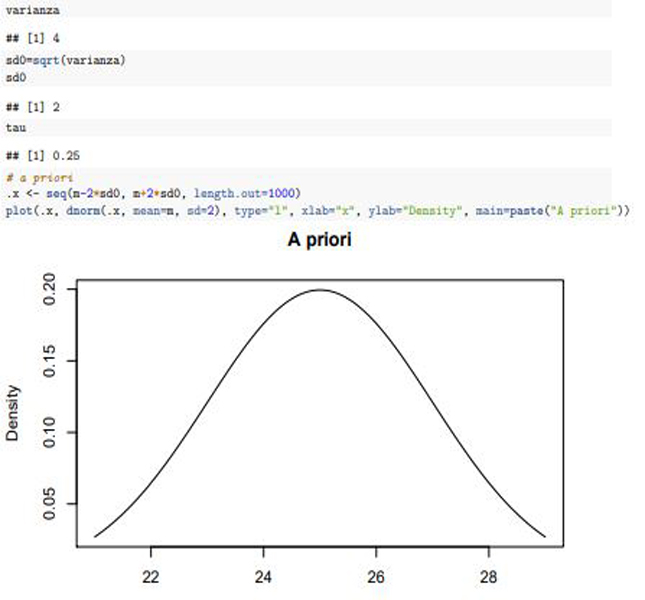 varianza
## [1] 4
sd0=sqrt(varianza)
sd0
## [1] 2
tau
## [1] 0.25
# a priori
.x <- seq(m-2*sd0, m+2*sd0, length.out=1000)
plot(.x, dnorm(.x, mean=m, sd=2), type="l", xlab="x", ylab="Density", main=paste("A priori"))
A priori
Density
0.20
0.15
0.10
0.05
22 24 26 28